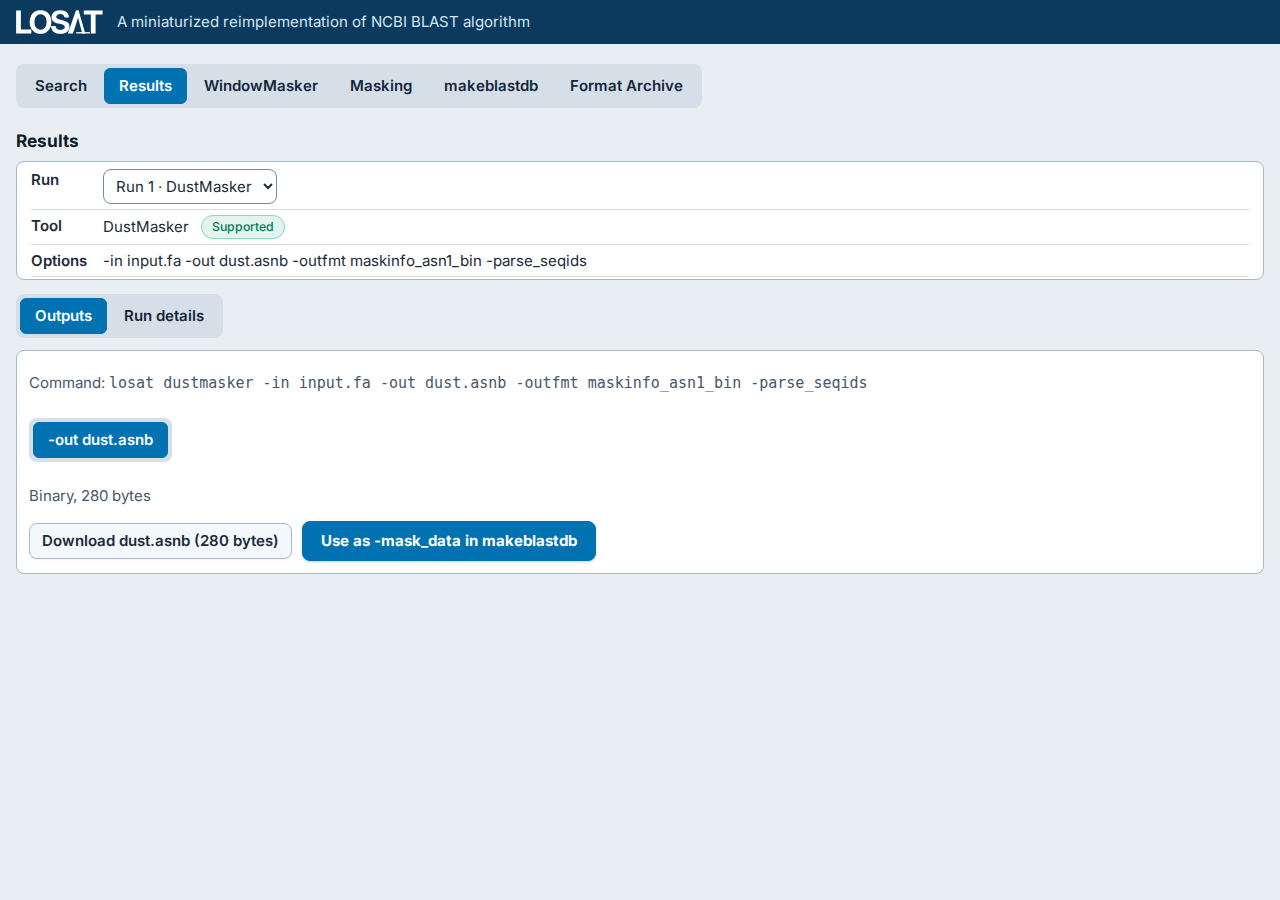 LOSAT A miniaturized reimplementation of NCBI BLAST algorithm
Search Results WindowMasker Masking makeblastdb Format Archive
Results
Run Run 1 · DustMasker
Tool DustMasker Supported
Options -in input.fa -out dust.asnb -outfmt maskinfo_asn1_bin -parse_seqids
Outputs Run details
Command: losat dustmasker -in input.fa -out dust.asnb -outfmt maskinfo_asn1_bin -parse_seqids
-out dust.asnb
Binary, 280 bytes
Download dust.asnb (280 bytes) Use as -mask_data in makeblastdb